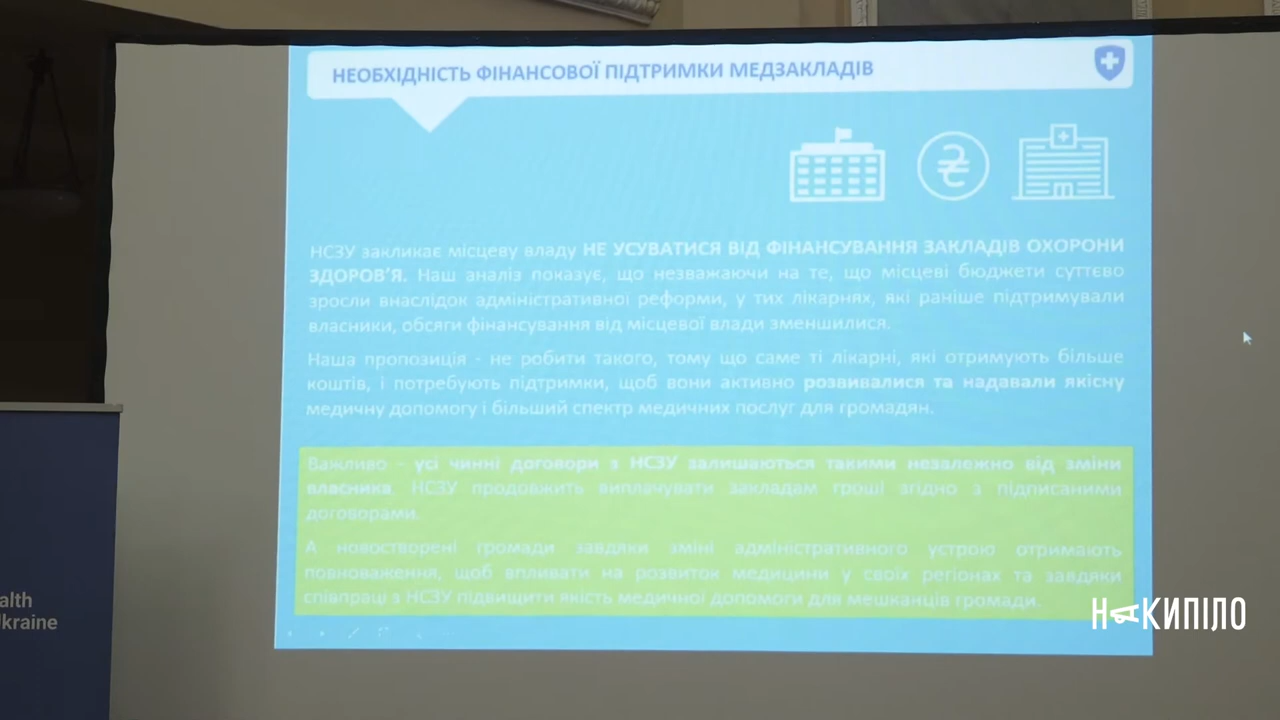 НЕОБХІДНІСТЬ ФІНАНСОВОЇ ПІДТРИМКИ МЕДЗАКЛАДІВ
НСЗУ закликає місцеву владу НЕ УСУВАТИСЯ ВІД ФІНАНСУВАННЯ ЗАКЛАДІВ ОХОРОНИ
ЗДОРОВ'Я. Наш аналіз показує, що незважаючи на те, що місцеві бюджети суттєво
зросли внаслідок адміністративної реформи, у тих лікарнях, які раніше підтримували
власники, обсяги фінансування від місцевої влади зменшилися.
Наша пропозиція - не робити такого, тому що саме ті лікарні, які отримують більше
коштів, і потребують підтримки, щоб вони активно розвивалися та надавали якісну
медичну допомогу і більший спектр медичних послуг для громадян.
Важливо - усі чинні договори з НСЗУ залишаються такими незалежно від зміни
власника. НСЗУ продовжить виплачувати закладам гроші згідно з підписаними
договорами.
А новостворені громади завдяки зміні адміністративного устрою отримають
повноваження, щоб впливати на розвиток медицини у своїх регіонах та завдяки
співпраці з НСЗУ підвищити якість медичної допомоги для мешканців громади.
alth
kraine
НАКИПІЛО